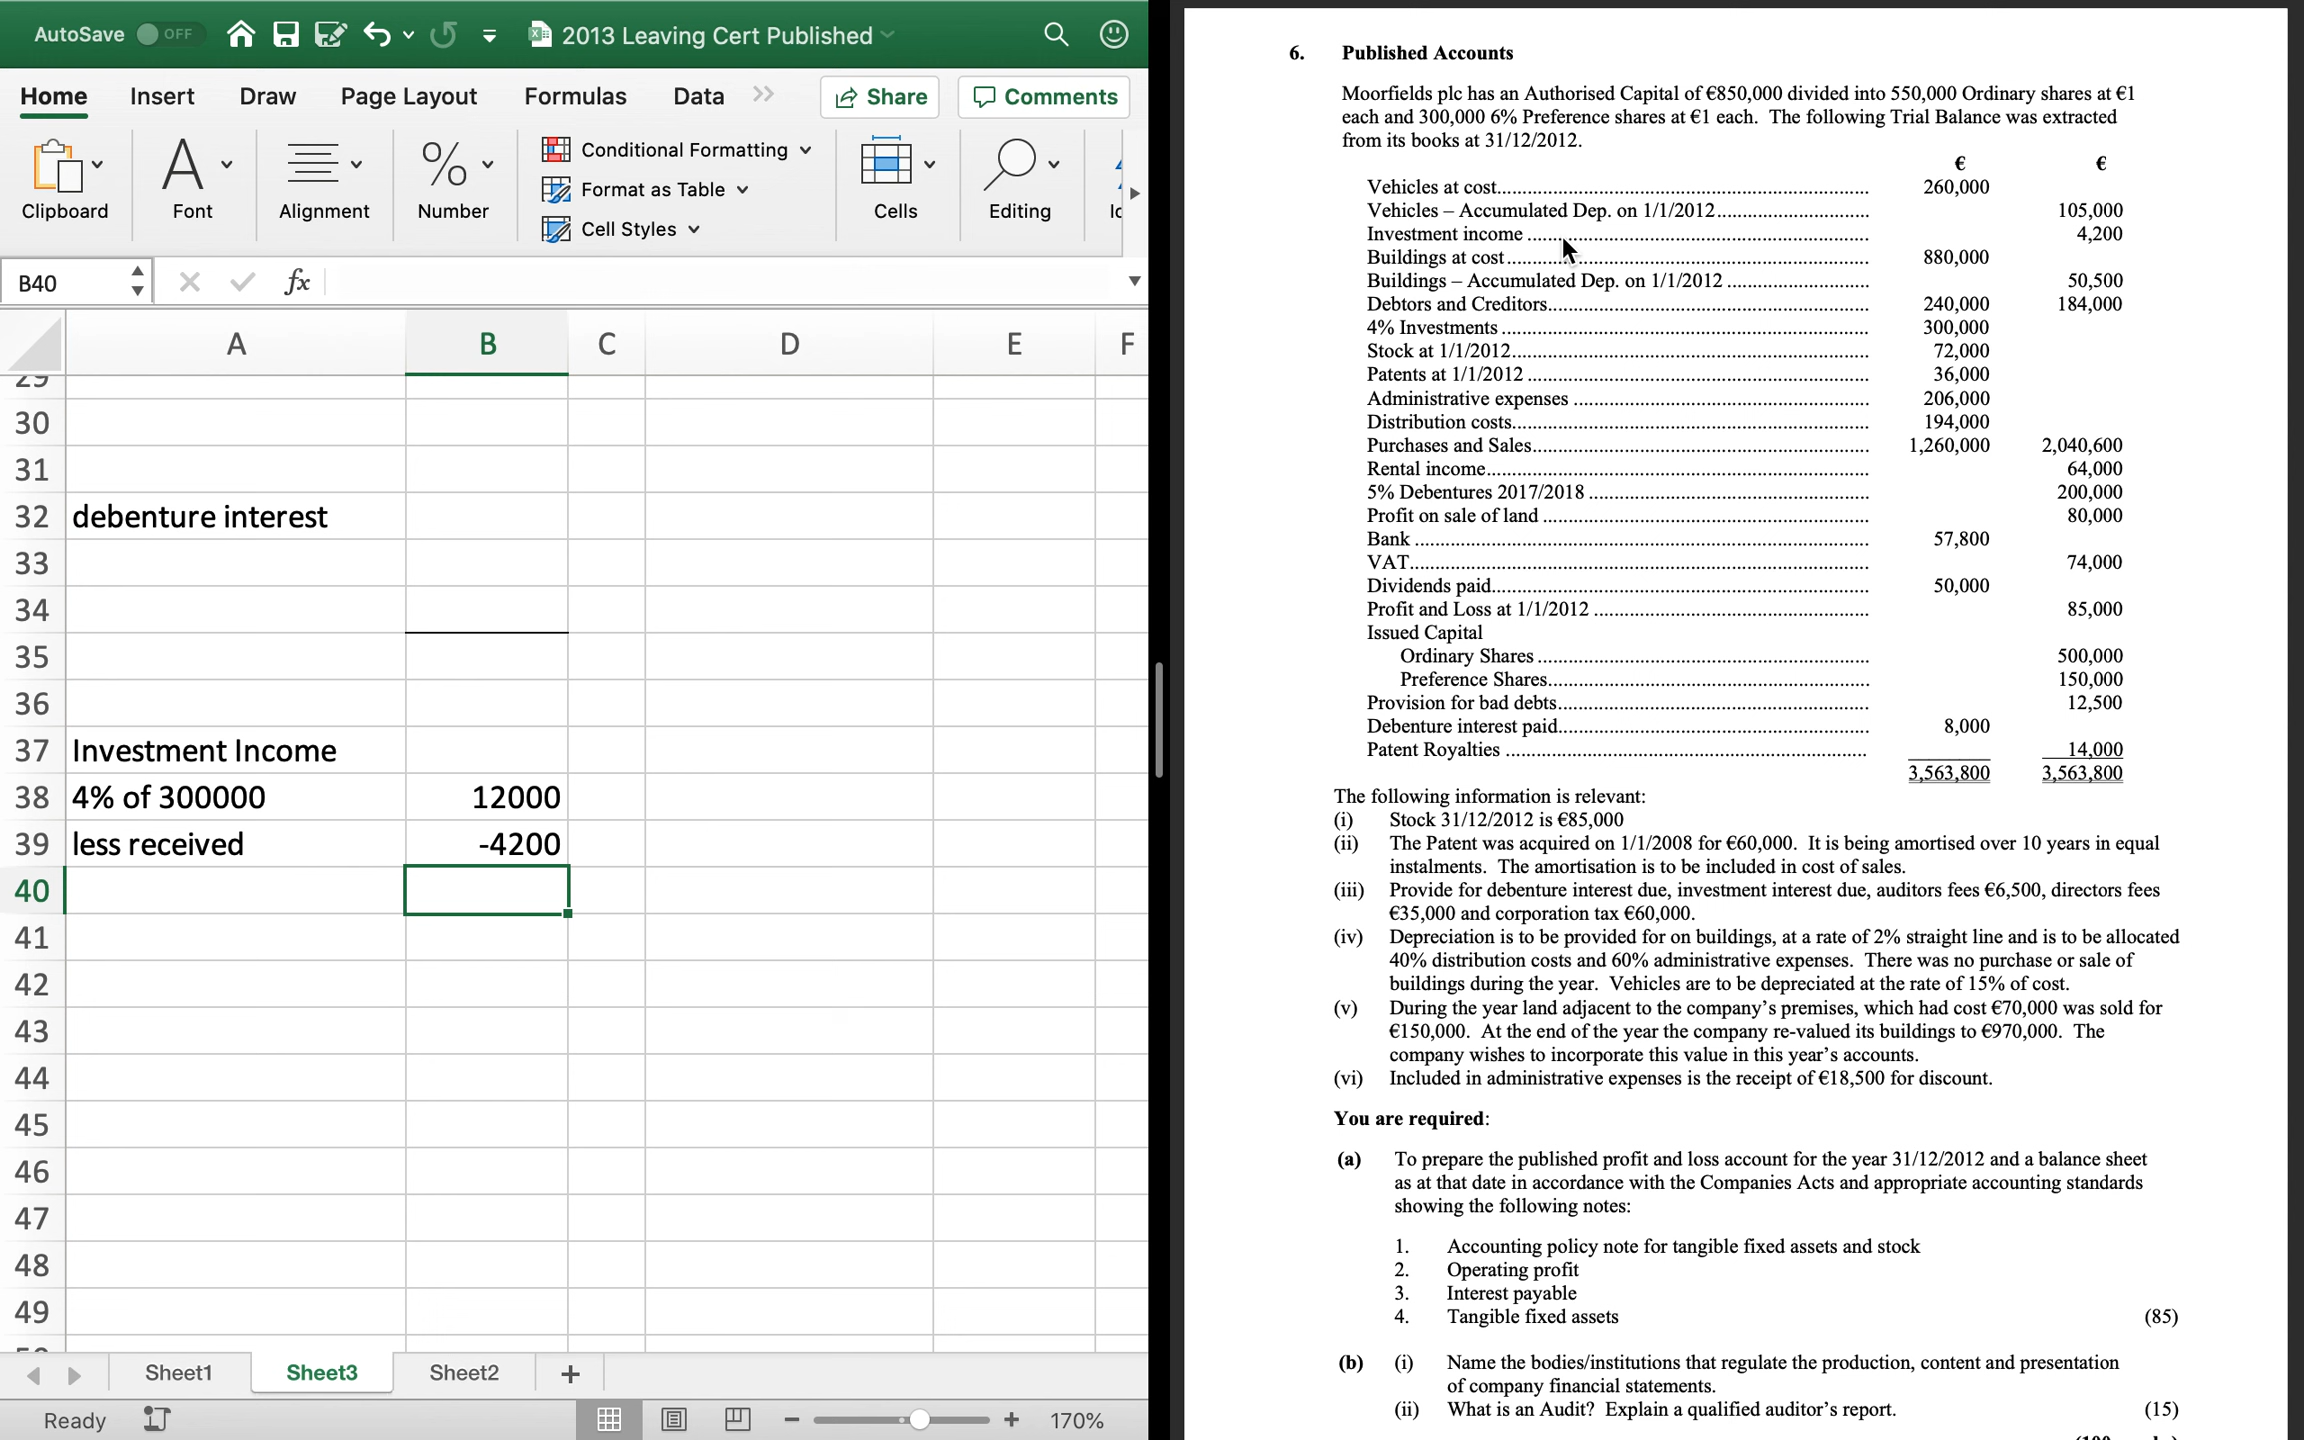 AutoSave OFF 2013 Leaving Cert Published
Home Insert Draw Page Layout Formulas Data Share Comments
Clipboard Font Alignment Number Conditional Formatting Format as Table Cell Styles Cells Editing
B40 fx
A B C D E F
29
30
31
32 debenture interest
33
34
35
36
37 Investment Income
38 4% of 300000 12000
39 less received -4200
40
41
42
43
44
45
46
47
48
49
Sheet1 Sheet3 Sheet2 +
Ready 170%
6. Published Accounts
Moorfields plc has an Authorised Capital of €850,000 divided into 550,000 Ordinary shares at €1
each and 300,000 6% Preference shares at €1 each. The following Trial Balance was extracted
from its books at 31/12/2012.
€ €
Vehicles at cost 260,000
Vehicles – Accumulated Dep. on 1/1/2012 105,000
Investment income 4,200
Buildings at cost 880,000
Buildings – Accumulated Dep. on 1/1/2012 50,500
Debtors and Creditors 240,000 184,000
4% Investments 300,000
Stock at 1/1/2012 72,000
Patents at 1/1/2012 36,000
Administrative expenses 206,000
Distribution costs 194,000
Purchases and Sales 1,260,000 2,040,600
Rental income 64,000
5% Debentures 2017/2018 200,000
Profit on sale of land 80,000
Bank 57,800
VAT 74,000
Dividends paid 50,000
Profit and Loss at 1/1/2012 85,000
Issued Capital
Ordinary Shares 500,000
Preference Shares 150,000
Provision for bad debts 12,500
Debenture interest paid 8,000
Patent Royalties 14,000
3,563,800 3,563,800
The following information is relevant:
(i) Stock 31/12/2012 is €85,000
(ii) The Patent was acquired on 1/1/2008 for €60,000. It is being amortised over 10 years in equal
instalments. The amortisation is to be included in cost of sales.
(iii) Provide for debenture interest due, investment interest due, auditors fees €6,500, directors fees
€35,000 and corporation tax €60,000.
(iv) Depreciation is to be provided for on buildings, at a rate of 2% straight line and is to be allocated
40% distribution costs and 60% administrative expenses. There was no purchase or sale of
buildings during the year. Vehicles are to be depreciated at the rate of 15% of cost.
(v) During the year land adjacent to the company's premises, which had cost €70,000 was sold for
€150,000. At the end of the year the company re-valued its buildings to €970,000. The
company wishes to incorporate this value in this year's accounts.
(vi) Included in administrative expenses is the receipt of €18,500 for discount.
You are required:
(a) To prepare the published profit and loss account for the year 31/12/2012 and a balance sheet
as at that date in accordance with the Companies Acts and appropriate accounting standards
showing the following notes:
1. Accounting policy note for tangible fixed assets and stock
2. Operating profit
3. Interest payable
4. Tangible fixed assets (85)
(b) (i) Name the bodies/institutions that regulate the production, content and presentation
of company financial statements.
(ii) What is an Audit? Explain a qualified auditor's report. (15)